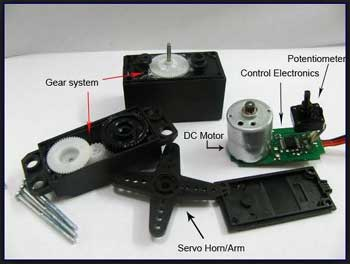 Potentiometer
Gear system
Control Electronics
DC Motor
Servo Horn/Arm